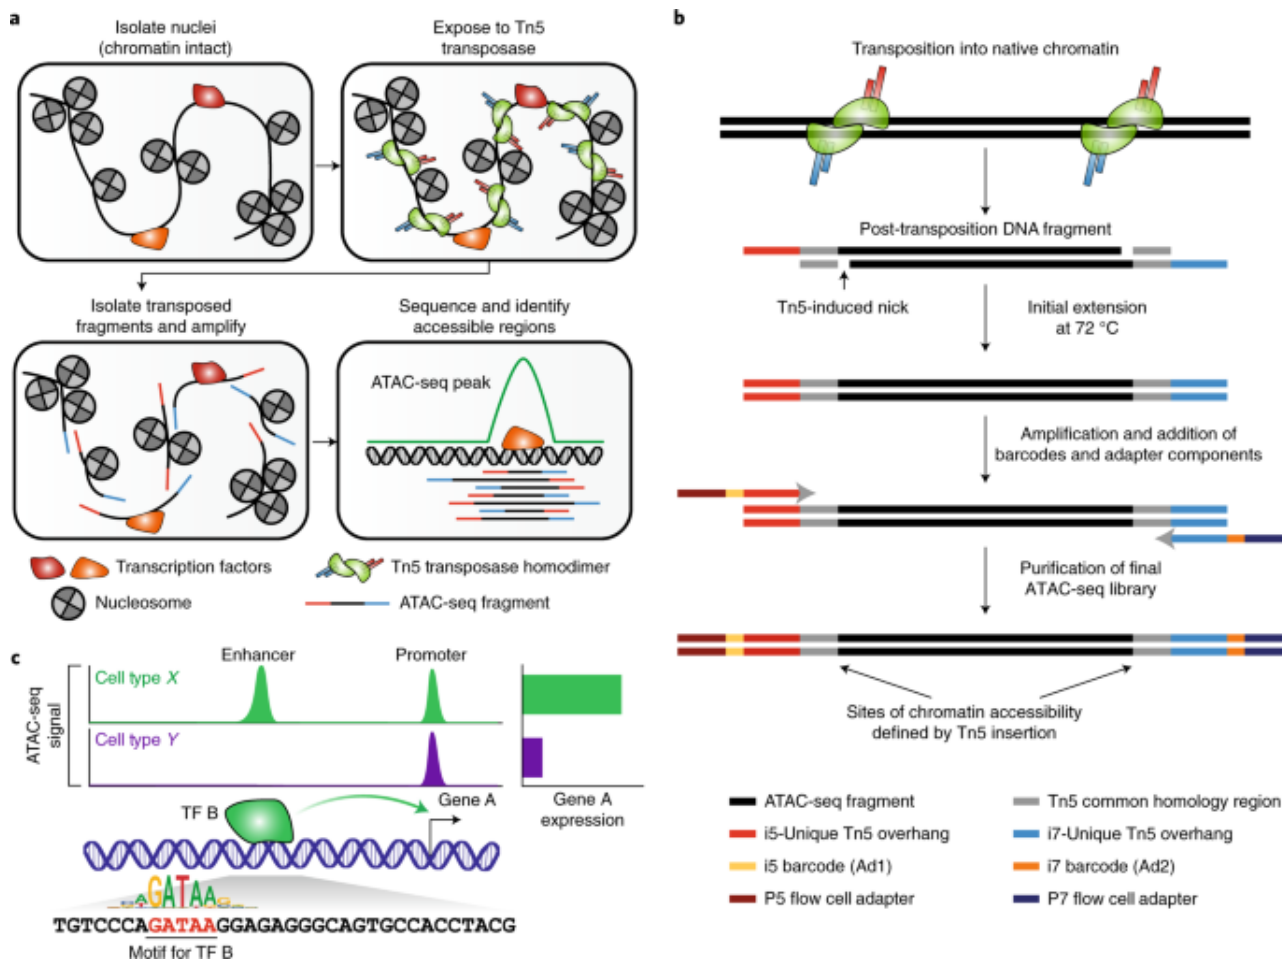 a
Isolate nuclei
(chromatin intact)
Expose to Tn5
transposase
Isolate transposed
fragments and amplify
Sequence and identify
accessible regions
ATAC-seq peak
Transcription factors
Tn5 transposase homodimer
Nucleosome
ATAC-seq fragment
b
Transposition into native chromatin
Post-transposition DNA fragment
Tn5-induced nick
Initial extension
at 72 °C
Amplification and addition of
barcodes and adapter components
Purification of final
ATAC-seq library
Sites of chromatin accessibility
defined by Tn5 insertion
ATAC-seq fragment
Tn5 common homology region
i5-Unique Tn5 overhang
i7-Unique Tn5 overhang
i5 barcode (Ad1)
i7 barcode (Ad2)
P5 flow cell adapter
P7 flow cell adapter
c
Enhancer
Promoter
ATAC-seq
signal
Cell type X
Cell type Y
TF B
Gene A
Gene A
expression
GATAA
TGTCCCAGATAAGGAGAGGGCAGTGCCACCTACG
Motif for TF B